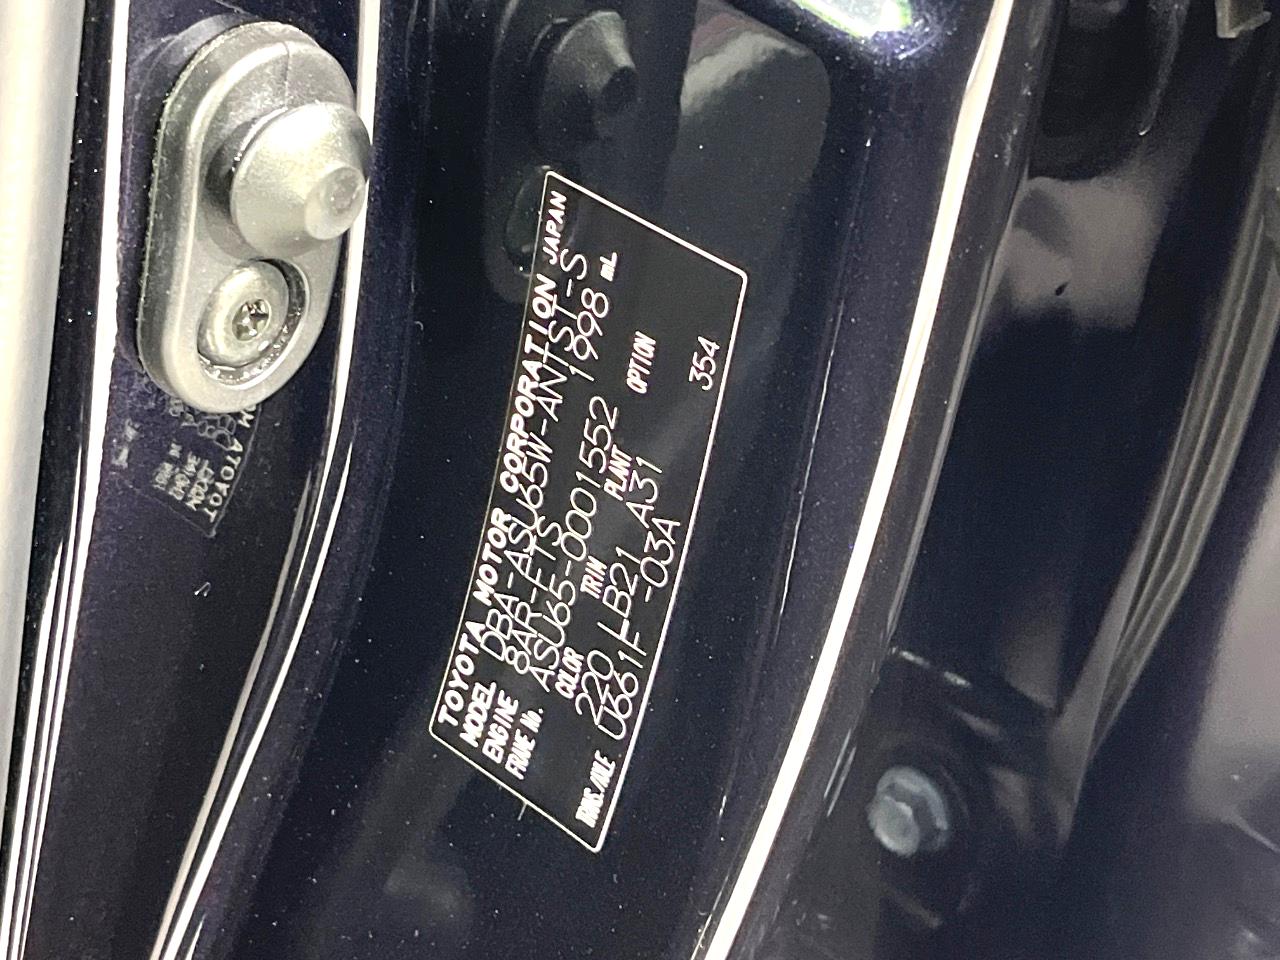 TOYOTA MOTOR CORPORATION JAPAN
MODEL DBA-ASU65W-ANTST-S
ENGINE 8AR-FTS 1998 mL
FRAME No. ASU65-0001552
COLOR TRIM PLANT OPTION
220 LB21 A31
TRANS./AXLE U661F -03A 354